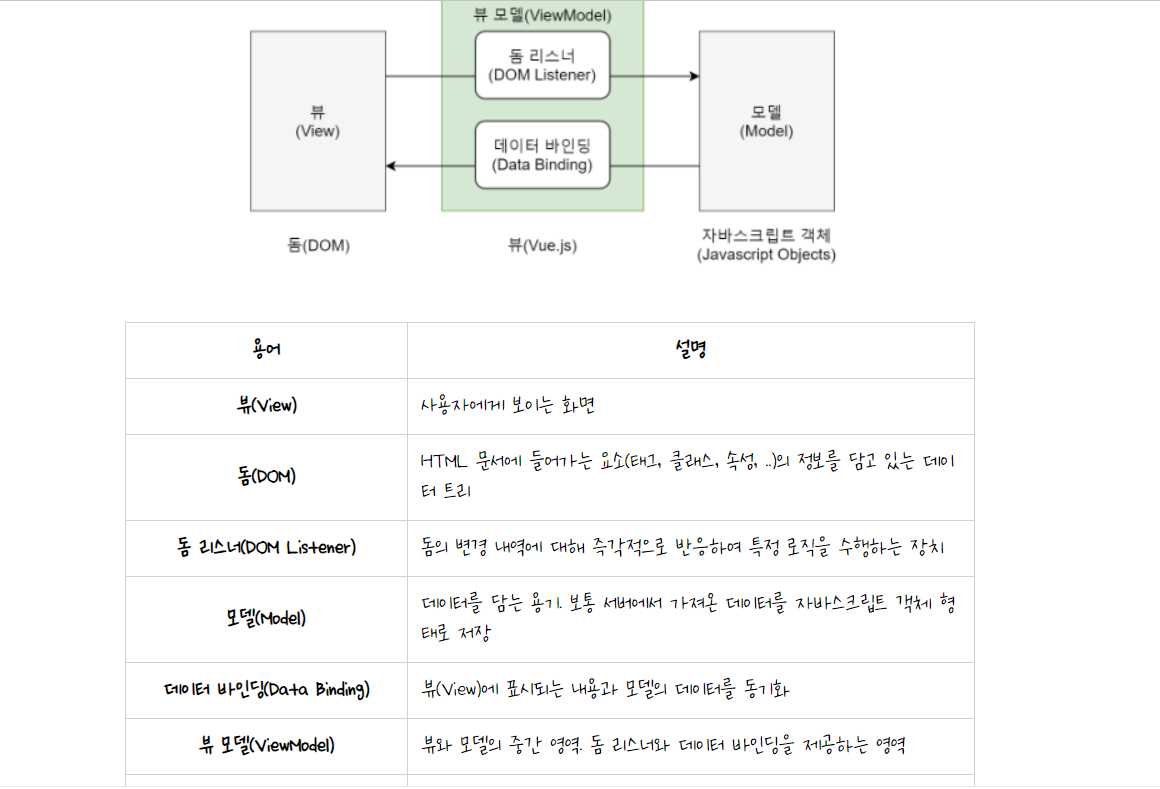 뷰 모델(ViewModel)
돔 리스너
(DOM Listener)
뷰
(View)
모델
(Model)
데이터 바인딩
(Data Binding)
돔(DOM)
뷰(Vue.js)
자바스크립트 객체
(Javascript Objects)
용어
설명
뷰(View)
사용자에게 보이는 화면
돔(DOM)
HTML 문서에 들어가는 요소(태그, 클래스, 속성, ..)의 정보를 담고 있는 데이
터 트리
돔 리스너(DOM Listener)
돔의 변경 내역에 대해 즉각적으로 반응하여 특정 로직을 수행하는 장치
모델(Model)
데이터를 담는 용기. 보통 서버에서 가져온 데이터를 자바스크립트 객체 형
태로 저장
데이터 바인딩(Data Binding)
뷰(View)에 표시되는 내용과 모델의 데이터를 동기화
뷰 모델(ViewModel)
뷰와 모델의 중간 영역. 돔 리스너와 데이터 바인딩을 제공하는 영역